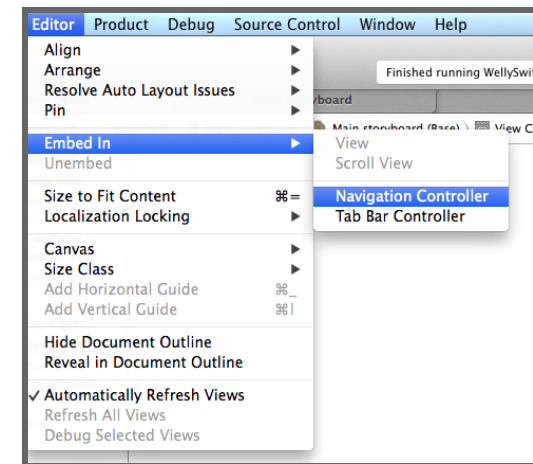 Editor Product Debug Source Control Window Help
Align
Arrange
Resolve Auto Layout Issues
Pin
Embed In
Unembed
Size to Fit Content ⌘=
Localization Locking
Canvas
Size Class
Add Horizontal Guide ⌘_
Add Vertical Guide ⌘|
Hide Document Outline
Reveal in Document Outline
✓ Automatically Refresh Views
Refresh All Views
Debug Selected Views
Finished running WellySwif
yboard
Main.storyboard (Base) View C
View
Scroll View
Navigation Controller
Tab Bar Controller